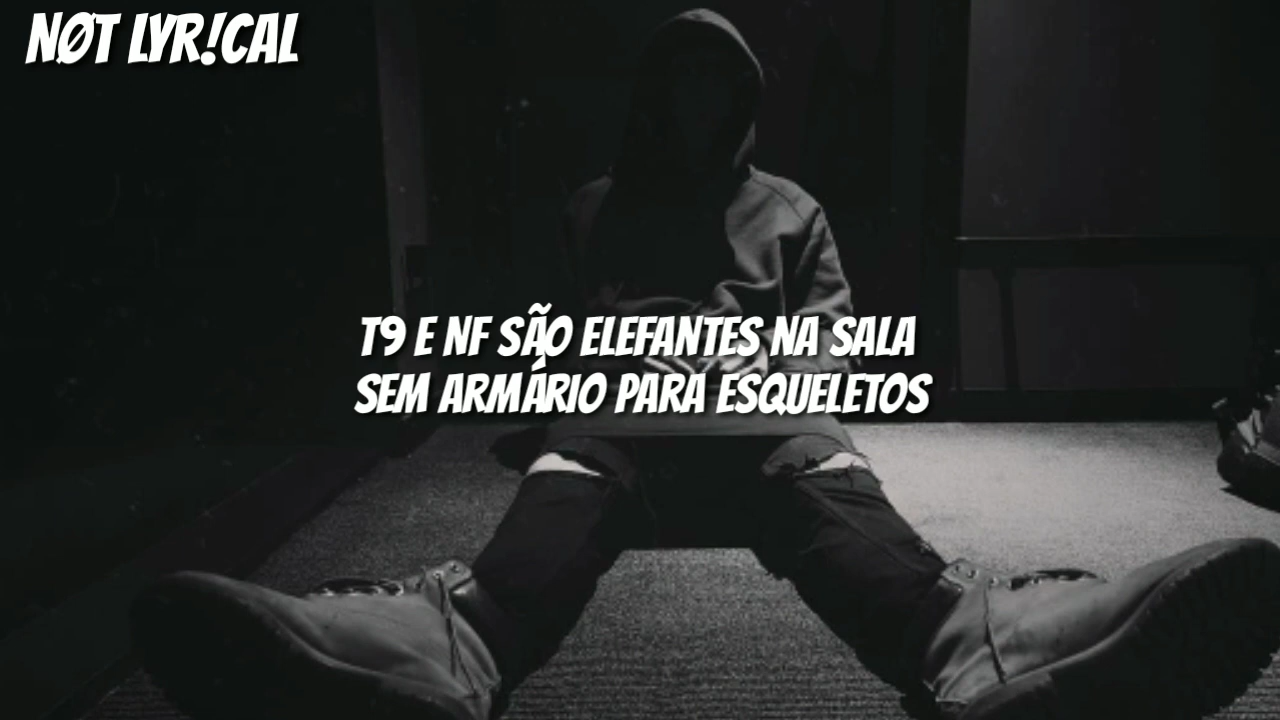 NØT LYR!CAL
T9 E NF SÃO ELEFANTES NA SALA
SEM ARMÁRIO PARA ESQUELETOS